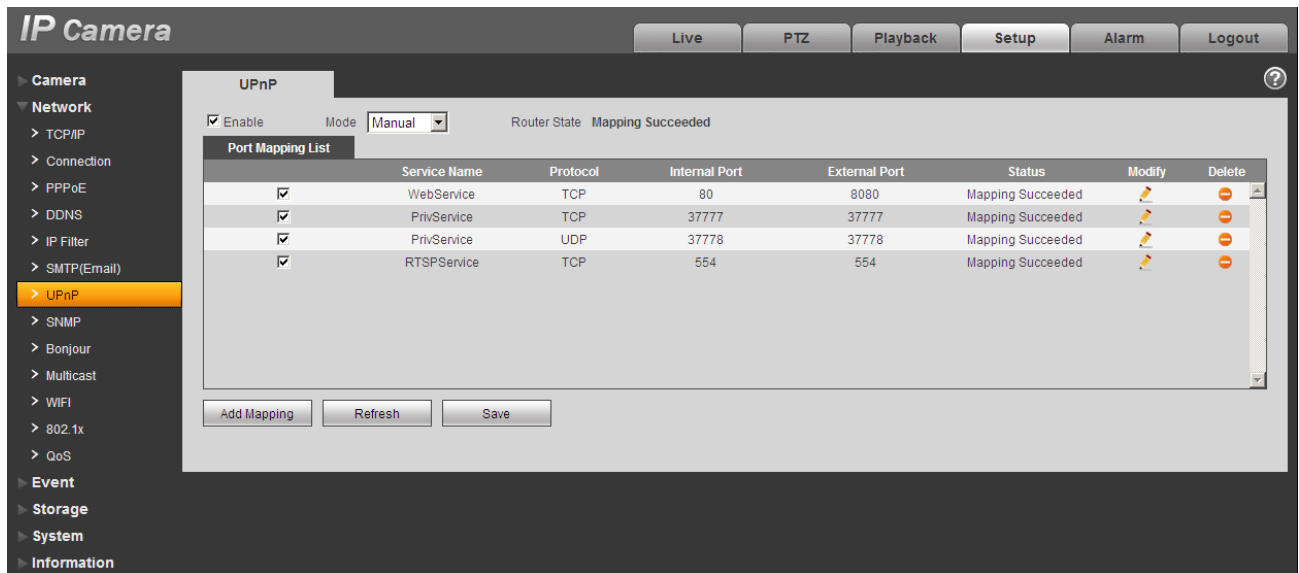 IP Camera
Live PTZ Playback Setup Alarm Logout
Camera
Network
TCP/IP
Connection
PPPoE
DDNS
IP Filter
SMTP(Email)
UPnP
SNMP
Bonjour
Multicast
WIFI
802.1x
QoS
Event
Storage
System
Information
UPnP
?
Enable Mode Manual Router State Mapping Succeeded
Port Mapping List
Service Name Protocol Internal Port External Port Status Modify Delete
WebService TCP 80 8080 Mapping Succeeded
PrivService TCP 37777 37777 Mapping Succeeded
PrivService UDP 37778 37778 Mapping Succeeded
RTSPService TCP 554 554 Mapping Succeeded
Add Mapping Refresh Save